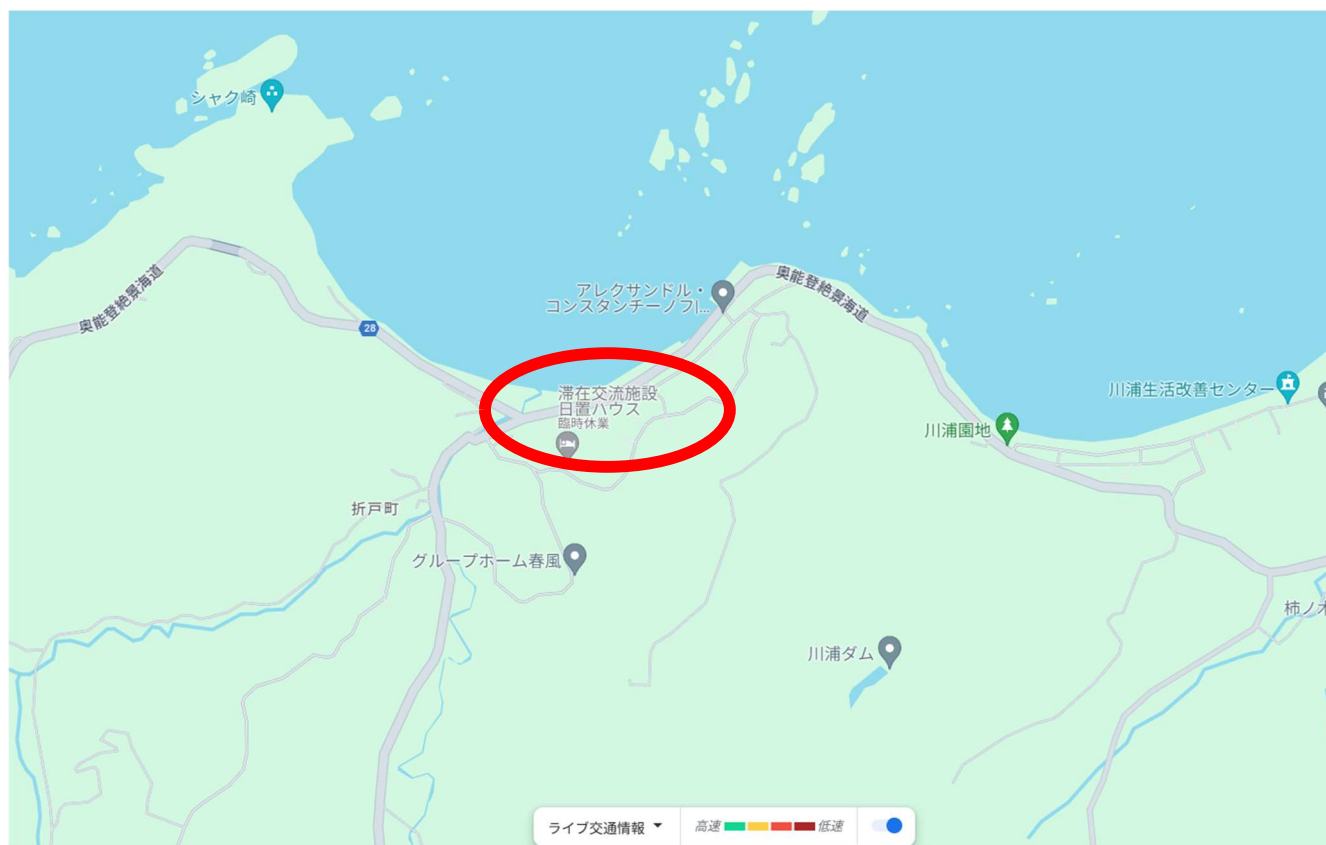 シャク崎
奥能登絶景海道
28
アレクサンドル・
コンスタンチーノフ|...
奥能登絶景海道
滞在交流施設
日置ハウス
臨時休業
川浦生活改善センター
川浦園地
折戸町
グループホーム春風
柿ノ木
川浦ダム
ライブ交通情報
高速
低速